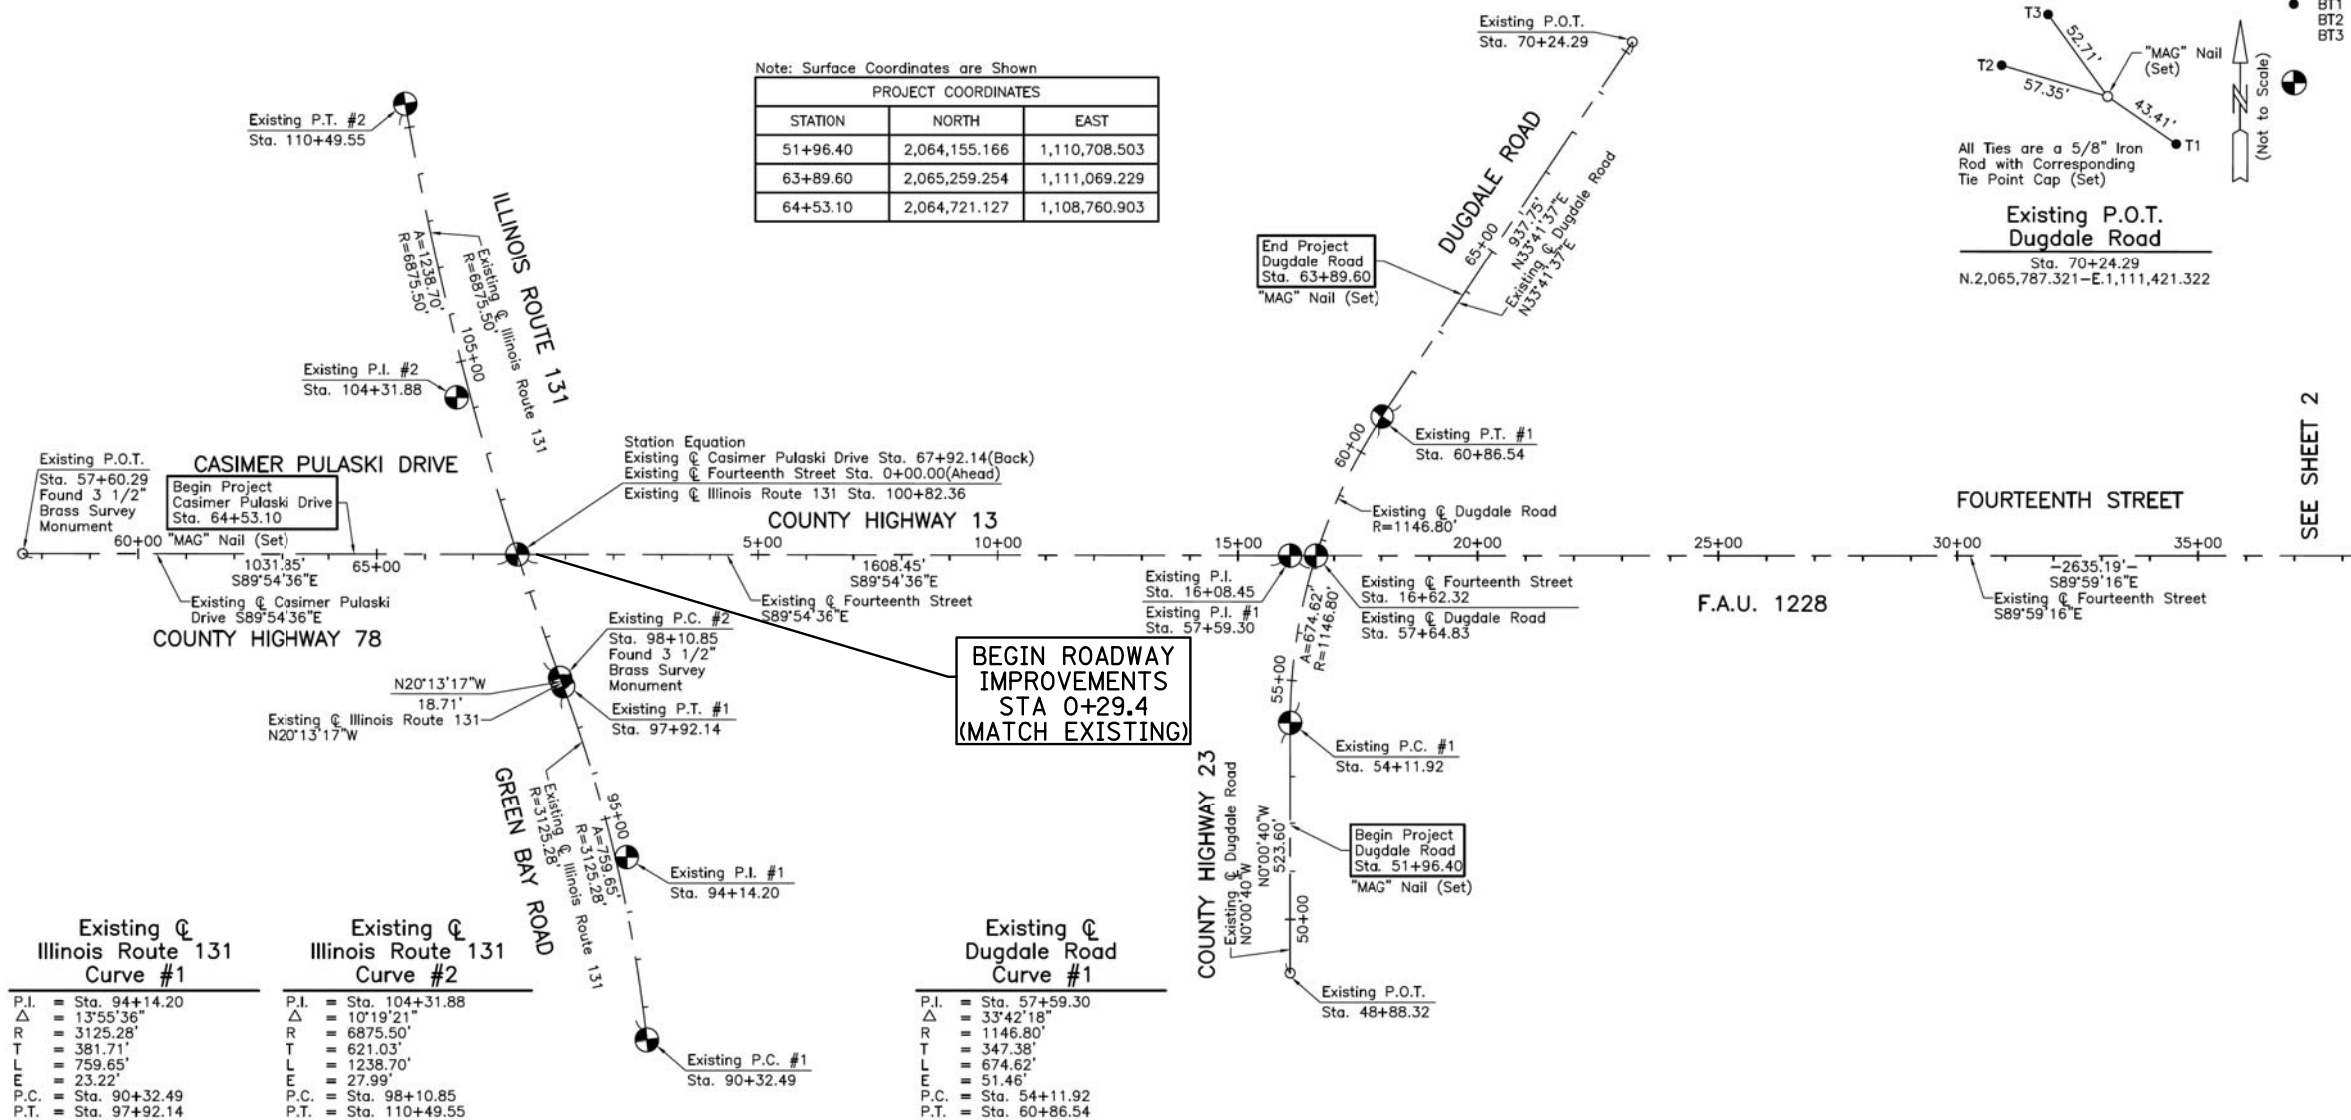 Existing P.O.T.
Sta. 70+24.29
T3
52.71'
"MAG" Nail
(Set)
T2
57.35'
43.41'
T1
(Not to Scale)
BT1
BT2
BT3
All Ties are a 5/8" Iron
Rod with Corresponding
Tie Point Cap (Set)
Existing P.O.T.
Dugdale Road
Sta. 70+24.29
N.2,065,787.321-E.1,111,421.322
Note: Surface Coordinates are Shown
PROJECT COORDINATES
STATION NORTH EAST
51+96.40 2,064,155.166 1,110,708.503
63+89.60 2,065,259.254 1,111,069.229
64+53.10 2,064,721.127 1,108,760.903
Existing P.T. #2
Sta. 110+49.55
ILLINOIS ROUTE 131
A=1238.70'
R=6875.50'
Existing ℄ Illinois Route 131
R=6875.50'
105+00
Existing P.I. #2
Sta. 104+31.88
DUGDALE ROAD
65+00
937.75'
N33°41'37"E
Existing ℄ Dugdale Road
N33°41'37"E
End Project
Dugdale Road
Sta. 63+89.60
"MAG" Nail (Set)
60+00
Existing P.T. #1
Sta. 60+86.54
Existing ℄ Dugdale Road
R=1146.80'
Existing P.O.T.
Sta. 57+60.29
Found 3 1/2"
Brass Survey
Monument
CASIMER PULASKI DRIVE
Begin Project
Casimer Pulaski Drive
Sta. 64+53.10
"MAG" Nail (Set)
60+00
1031.85'
S89°54'36"E
65+00
Existing ℄ Casimer Pulaski
Drive S89°54'36"E
COUNTY HIGHWAY 78
Station Equation
Existing ℄ Casimer Pulaski Drive Sta. 67+92.14(Back)
Existing ℄ Fourteenth Street Sta. 0+00.00(Ahead)
Existing ℄ Illinois Route 131 Sta. 100+82.36
COUNTY HIGHWAY 13
5+00
10+00
15+00
20+00
25+00
30+00
35+00
1608.45'
S89°54'36"E
Existing ℄ Fourteenth Street
S89°54'36"E
FOURTEENTH STREET
F.A.U. 1228
-2635.19'-
S89°59'16"E
Existing ℄ Fourteenth Street
S89°59'16"E
SEE SHEET 2
Existing P.I.
Sta. 16+08.45
Existing P.I. #1
Sta. 57+59.30
Existing ℄ Fourteenth Street
Sta. 16+62.32
Existing ℄ Dugdale Road
Sta. 57+64.83
A=674.62'
R=1146.80'
BEGIN ROADWAY
IMPROVEMENTS
STA 0+29.4
(MATCH EXISTING)
Existing P.C. #2
Sta. 98+10.85
Found 3 1/2"
Brass Survey
Monument
N20°13'17"W
18.71'
Existing ℄ Illinois Route 131
N20°13'17"W
Existing P.T. #1
Sta. 97+92.14
GREEN BAY ROAD
Existing ℄ Illinois Route 131
R=3125.28'
95+00
A=759.65'
R=3125.28'
Existing P.I. #1
Sta. 94+14.20
Existing P.C. #1
Sta. 90+32.49
55+00
Existing P.C. #1
Sta. 54+11.92
COUNTY HIGHWAY 23
Existing ℄ Dugdale Road
N0°00'40"W
N0°00'40"W
523.60'
Begin Project
Dugdale Road
Sta. 51+96.40
"MAG" Nail (Set)
50+00
Existing P.O.T.
Sta. 48+88.32
Existing ℄
Illinois Route 131
Curve #1
P.I. = Sta. 94+14.20
△ = 13°55'36"
R = 3125.28'
T = 381.71'
L = 759.65'
E = 23.22'
P.C. = Sta. 90+32.49
P.T. = Sta. 97+92.14
Existing ℄
Illinois Route 131
Curve #2
P.I. = Sta. 104+31.88
△ = 10°19'21"
R = 6875.50'
T = 621.03'
L = 1238.70'
E = 27.99'
P.C. = Sta. 98+10.85
P.T. = Sta. 110+49.55
Existing ℄
Dugdale Road
Curve #1
P.I. = Sta. 57+59.30
△ = 33°42'18"
R = 1146.80'
T = 347.38'
L = 674.62'
E = 51.46'
P.C. = Sta. 54+11.92
P.T. = Sta. 60+86.54